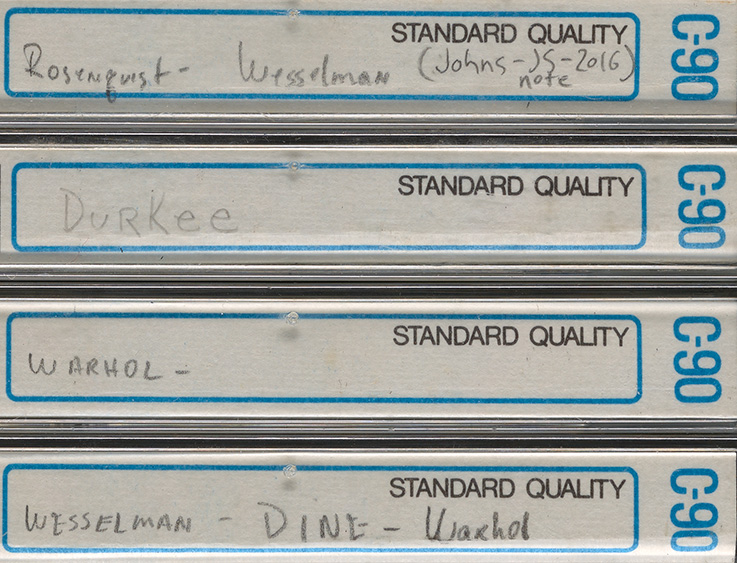 STANDARD QUALITY
Rosenquist - Wesselman (Johns-JS-2016)
note
C-90
STANDARD QUALITY
DURKee
C-90
STANDARD QUALITY
WARHOL -
C-90
STANDARD QUALITY
WESSELMAN - DINE - Warhol
C-90